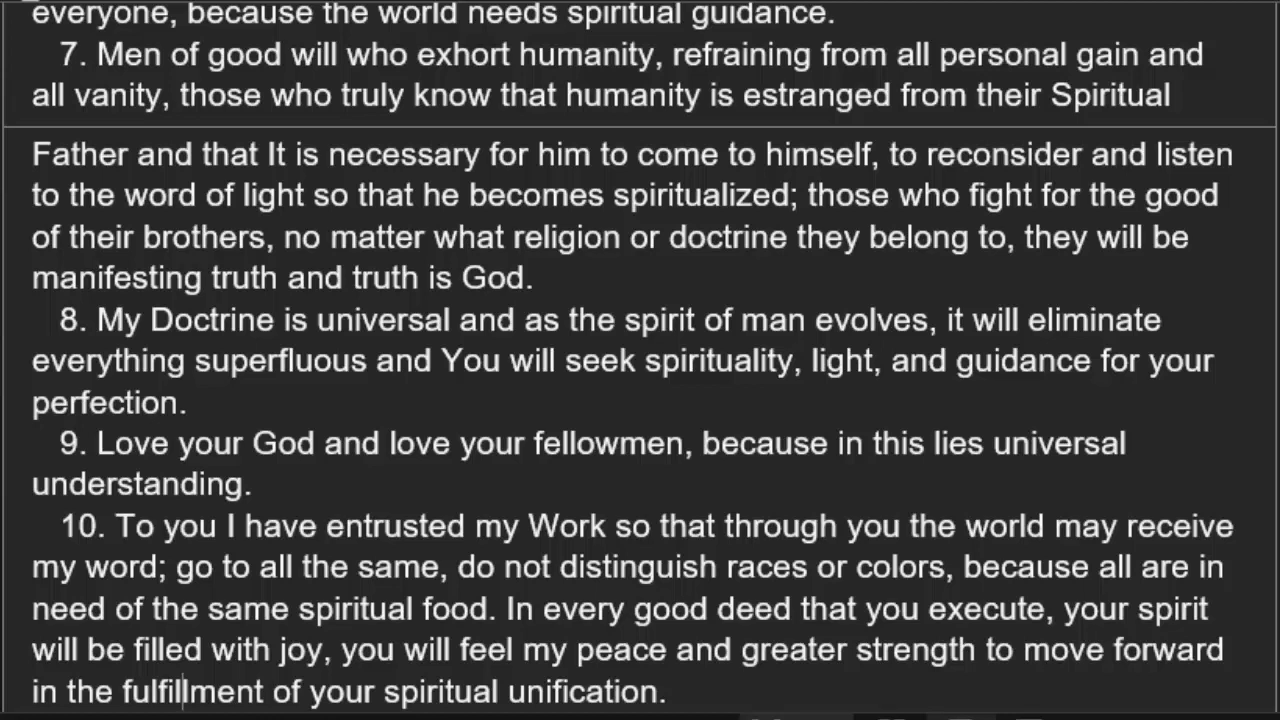 everyone, because the world needs spiritual guidance.
7. Men of good will who exhort humanity, refraining from all personal gain and
all vanity, those who truly know that humanity is estranged from their Spiritual
Father and that It is necessary for him to come to himself, to reconsider and listen
to the word of light so that he becomes spiritualized; those who fight for the good
of their brothers, no matter what religion or doctrine they belong to, they will be
manifesting truth and truth is God.
8. My Doctrine is universal and as the spirit of man evolves, it will eliminate
everything superfluous and You will seek spirituality, light, and guidance for your
perfection.
9. Love your God and love your fellowmen, because in this lies universal
understanding.
10. To you I have entrusted my Work so that through you the world may receive
my word; go to all the same, do not distinguish races or colors, because all are in
need of the same spiritual food. In every good deed that you execute, your spirit
will be filled with joy, you will feel my peace and greater strength to move forward
in the fulfillment of your spiritual unification.